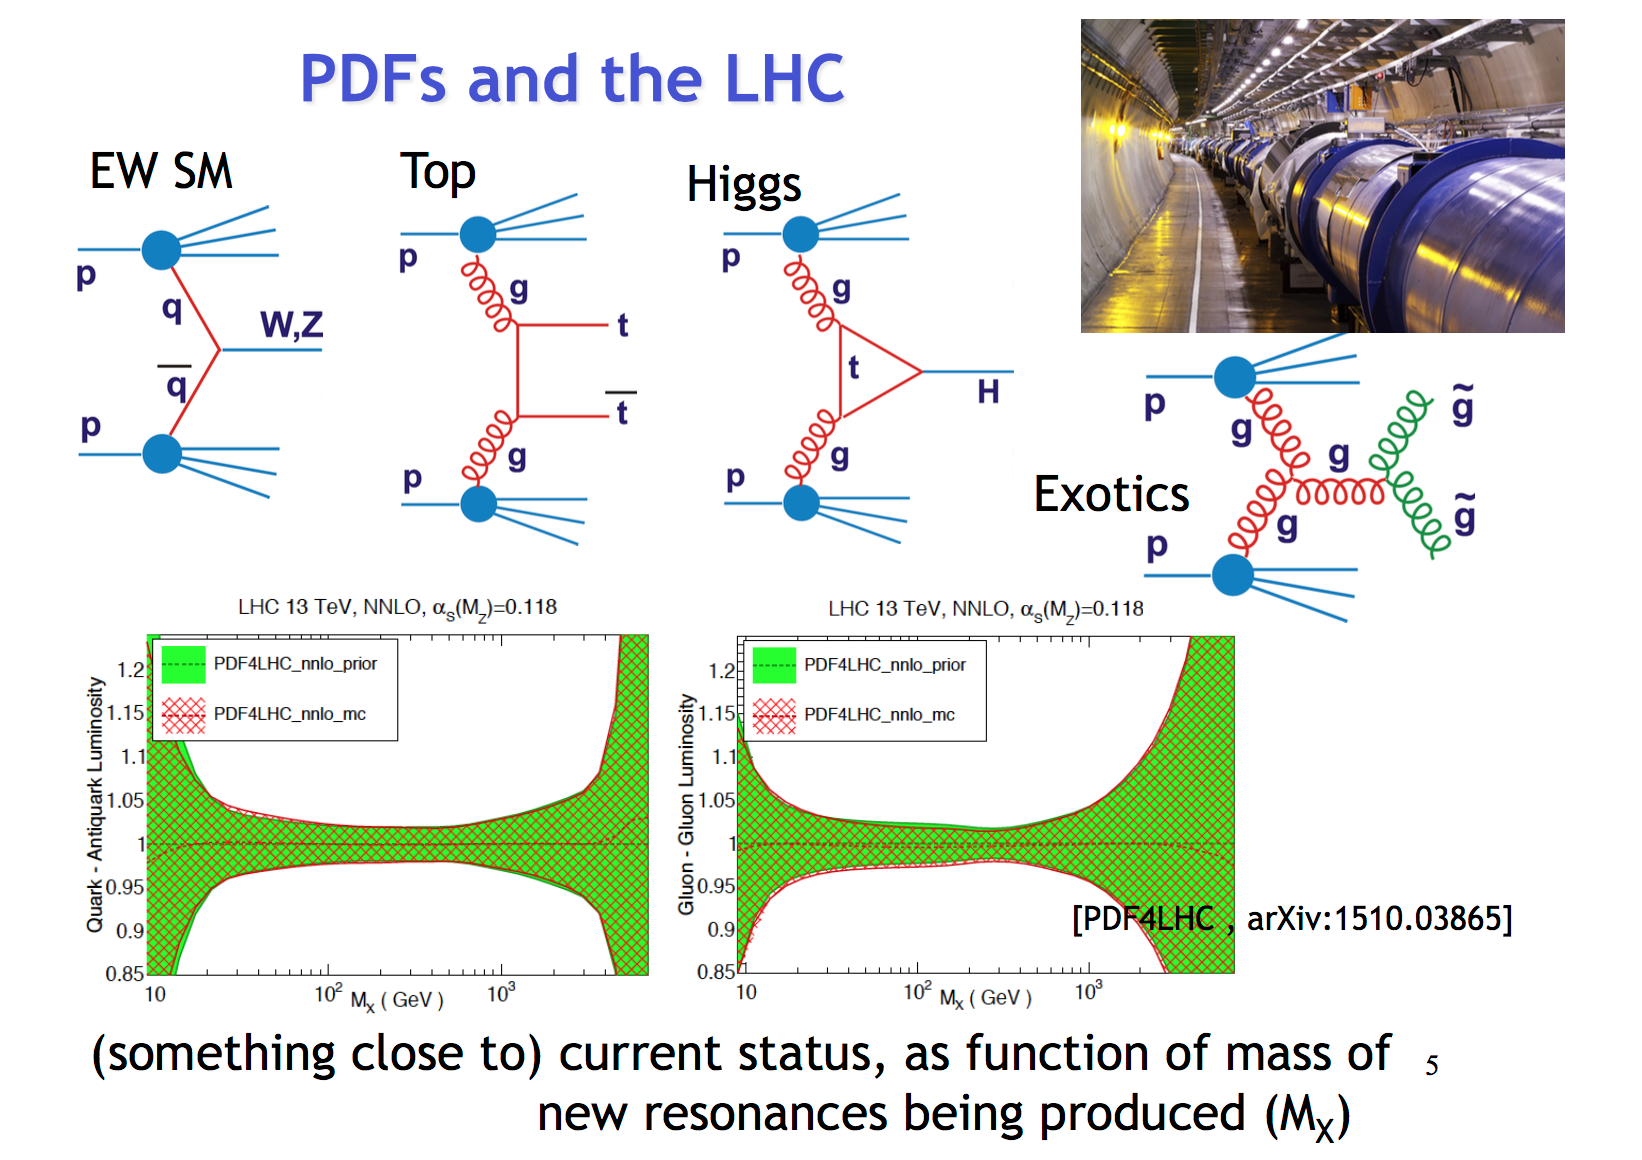 PDFs and the LHC
EW SM
Top
Higgs
p
q
q
p
W,Z
p
g
t
t
g
p
p
g
t
H
g
p
Exotics
p
g
g
g
p
g̃
g̃
LHC 13 TeV, NNLO, αS(MZ)=0.118
PDF4LHC_nnlo_prior
PDF4LHC_nnlo_mc
Quark - Antiquark Luminosity
1.2
1.15
1.1
1.05
1
0.95
0.9
0.85
10
10²
10³
MX ( GeV )
LHC 13 TeV, NNLO, αS(MZ)=0.118
PDF4LHC_nnlo_prior
PDF4LHC_nnlo_mc
Gluon - Gluon Luminosity
1.2
1.15
1.1
1.05
1
0.95
0.9
0.85
10
10²
10³
MX ( GeV )
[PDF4LHC , arXiv:1510.03865]
(something close to) current status, as function of mass of
new resonances being produced (MX)
5